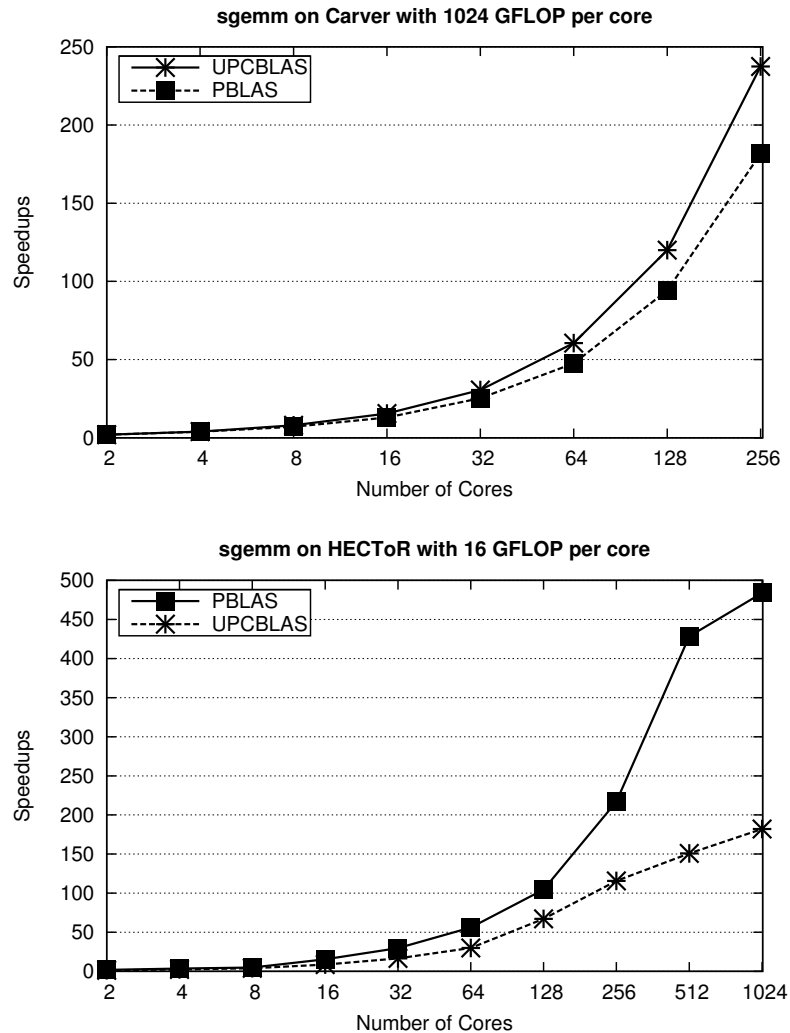 sgemm on Carver with 1024 GFLOP per core
250
UPCBLAS
PBLAS
200
150
Speedups
100
50
0
2 4 8 16 32 64 128 256
Number of Cores
sgemm on HECToR with 16 GFLOP per core
500
PBLAS
450
UPCBLAS
400
350
300
Speedups
250
200
150
100
50
0
2 4 8 16 32 64 128 256 512 1024
Number of Cores